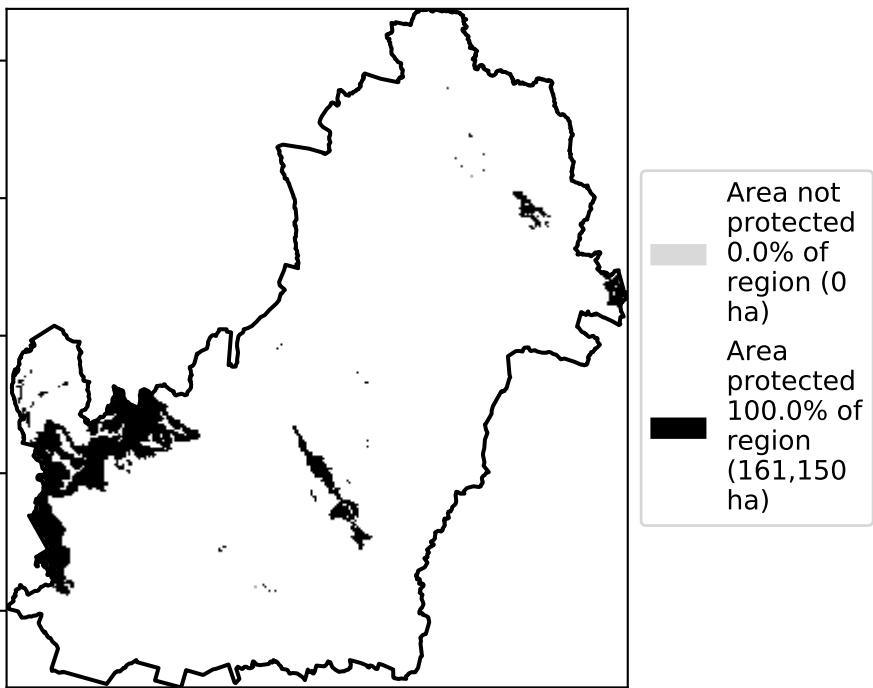 Area not
protected
0.0% of
region (0
ha)
Area
protected
100.0% of
region
(161,150
ha)